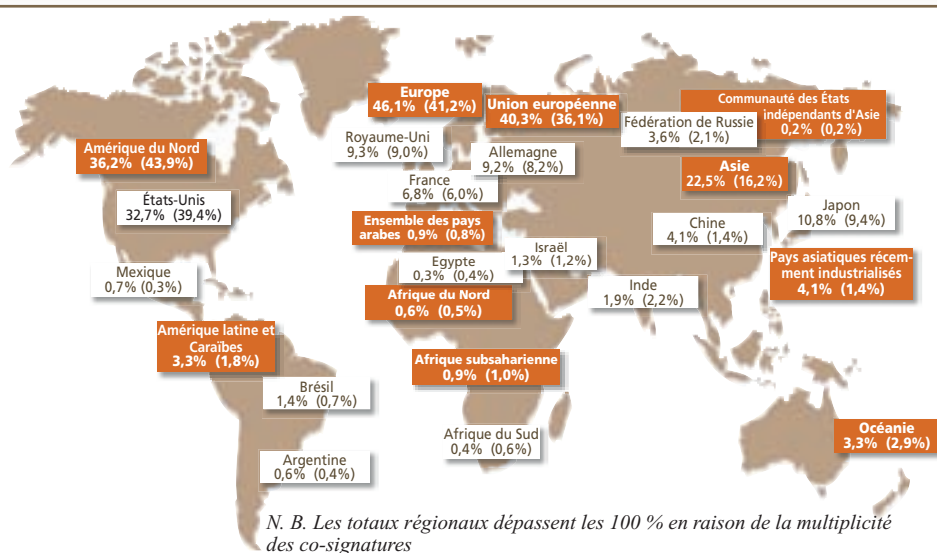 Europe
46,1% (41,2%)
Union européenne
40,3% (36,1%)
Communauté des États
indépendants d'Asie
0,2% (0,2%)
Fédération de Russie
3,6% (2,1%)
Royaume-Uni
9,3% (9,0%)
Amérique du Nord
36,2% (43,9%)
Allemagne
9,2% (8,2%)
Asie
22,5% (16,2%)
France
6,8% (6,0%)
États-Unis
32,7% (39,4%)
Japon
10,8% (9,4%)
Ensemble des pays
arabes 0,9% (0,8%)
Chine
4,1% (1,4%)
Israël
1,3% (1,2%)
Pays asiatiques récem-
ment industrialisés
4,1% (1,4%)
Egypte
0,3% (0,4%)
Mexique
0,7% (0,3%)
Inde
1,9% (2,2%)
Afrique du Nord
0,6% (0,5%)
Amérique latine et
Caraïbes
3,3% (1,8%)
Afrique subsaharienne
0,9% (1,0%)
Brésil
1,4% (0,7%)
Océanie
3,3% (2,9%)
Afrique du Sud
0,4% (0,6%)
Argentine
0,6% (0,4%)
N. B. Les totaux régionaux dépassent les 100 % en raison de la multiplicité
des co-signatures